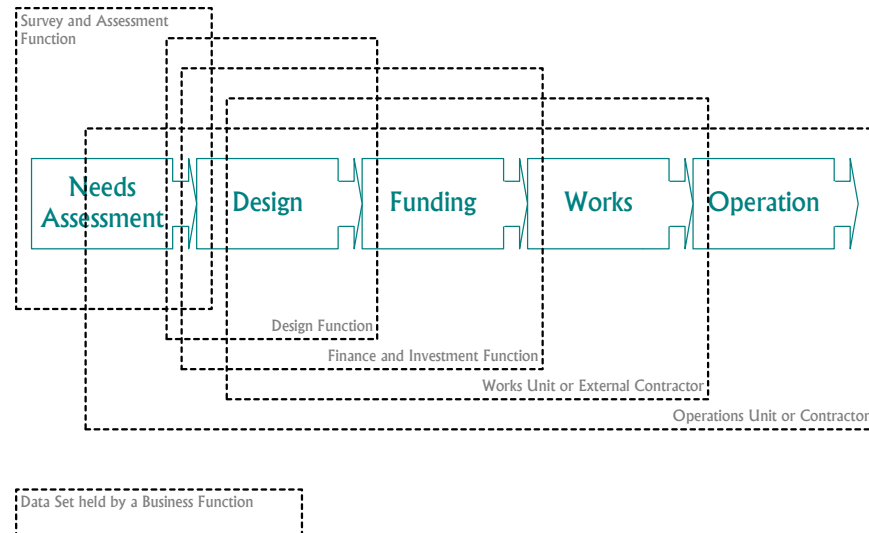 Survey and Assessment
Function
Needs
Assessment
Design
Funding
Works
Operation
Design Function
Finance and Investment Function
Works Unit or External Contractor
Operations Unit or Contractor
Data Set held by a Business Function